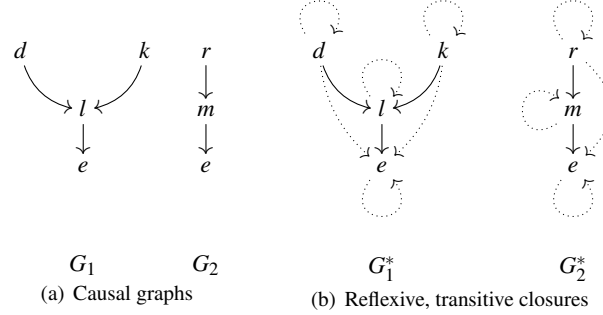 d k r d k r
l m l m
e e e e
G₁ G₂ G₁* G₂*
(a) Causal graphs (b) Reflexive, transitive closures